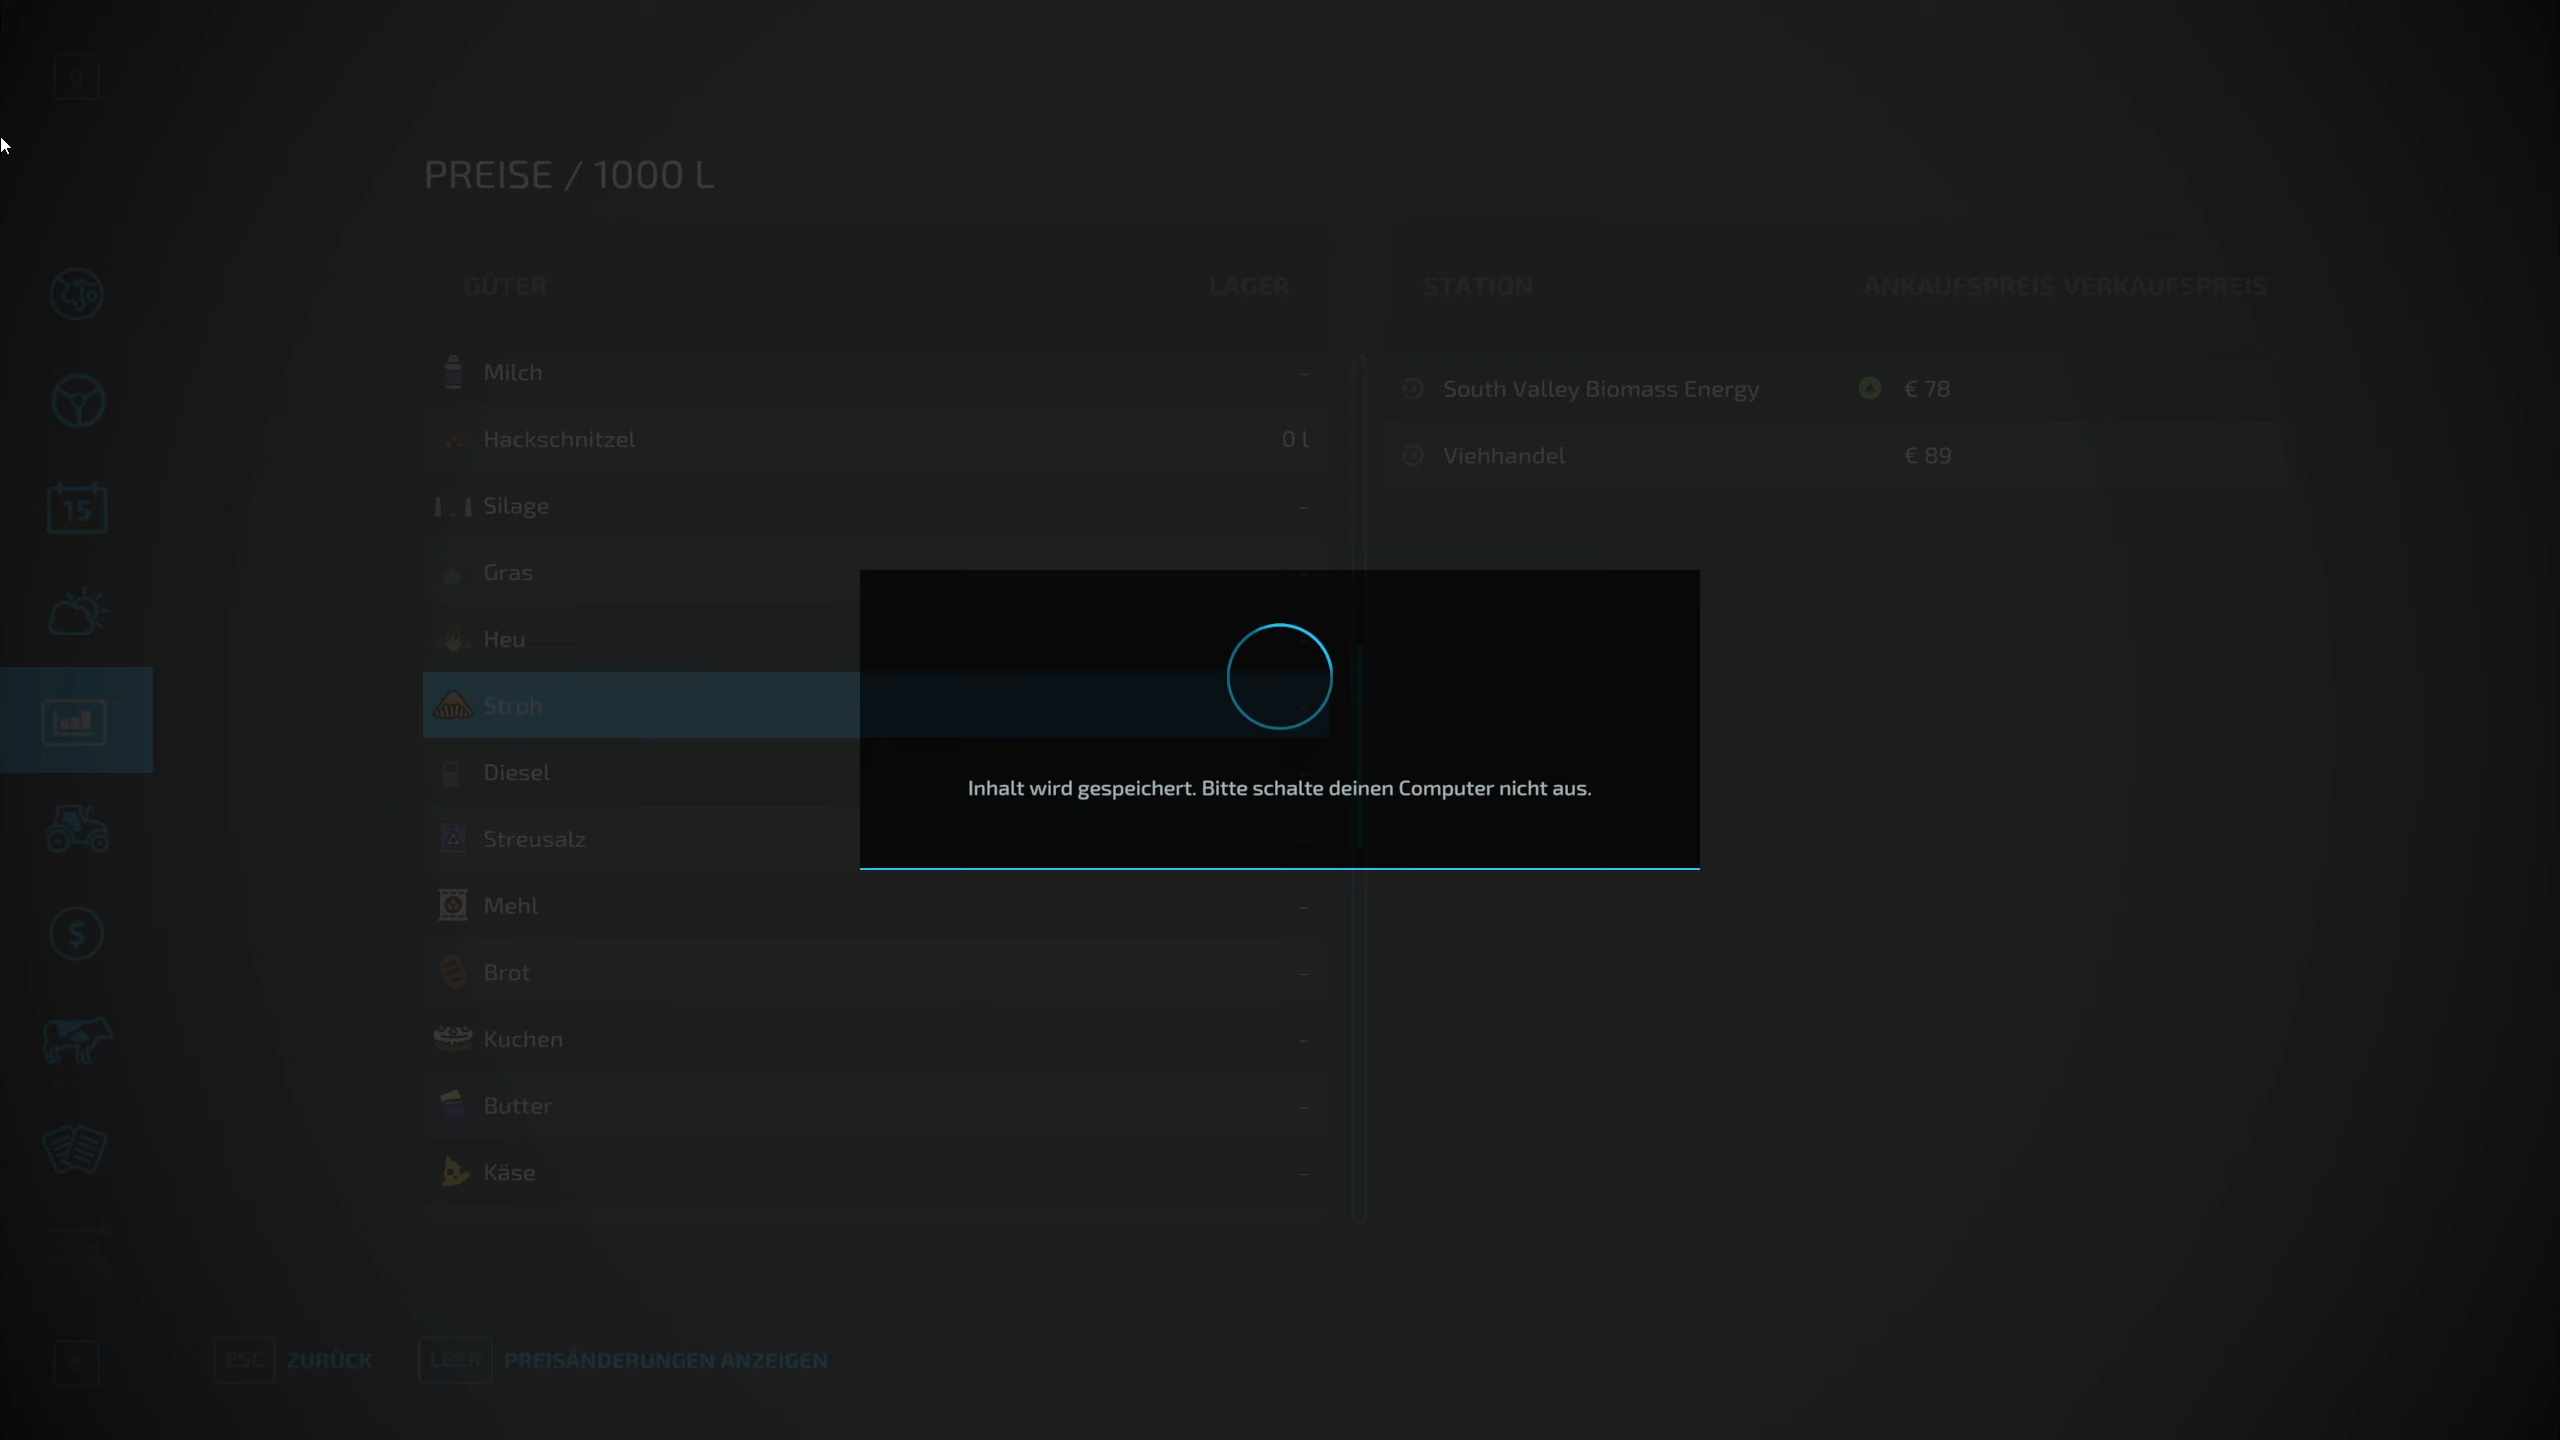 Q
PREISE / 1000 L
GÜTER LAGER
STATION ANKAUFSPREIS VERKAUFSPREIS
Milch -
Hackschnitzel 0 l
Silage -
Gras -
Heu
Stroh -
Diesel
Streusalz -
Mehl -
Brot -
Kuchen -
Butter -
Käse -
South Valley Biomass Energy € 78
Viehhandel € 89
15
$
Inhalt wird gespeichert. Bitte schalte deinen Computer nicht aus.
E
ESC ZURÜCK LEER PREISÄNDERUNGEN ANZEIGEN